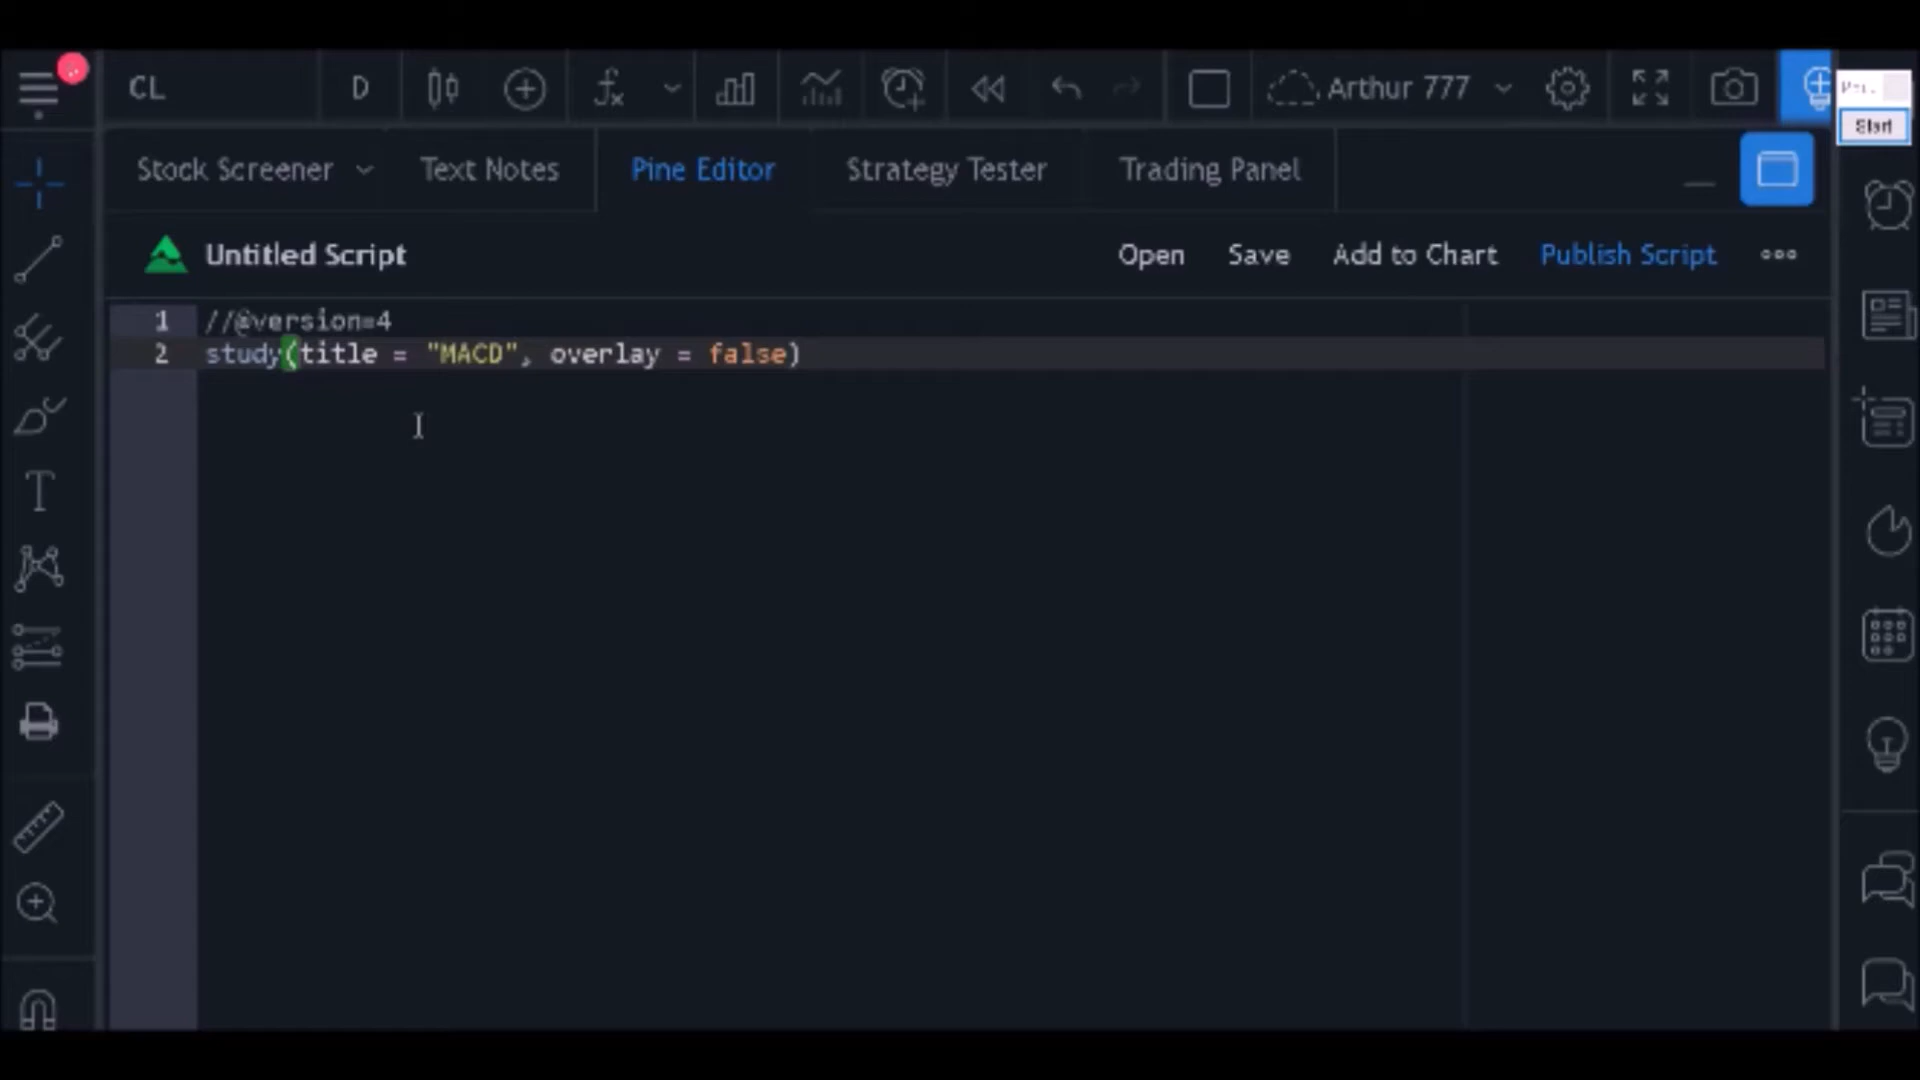 CL D Arthur 777
Start
Stock Screener Text Notes Pine Editor Strategy Tester Trading Panel
Untitled Script Open Save Add to Chart Publish Script
1 //@version=4
2 study(title = "MACD", overlay = false)